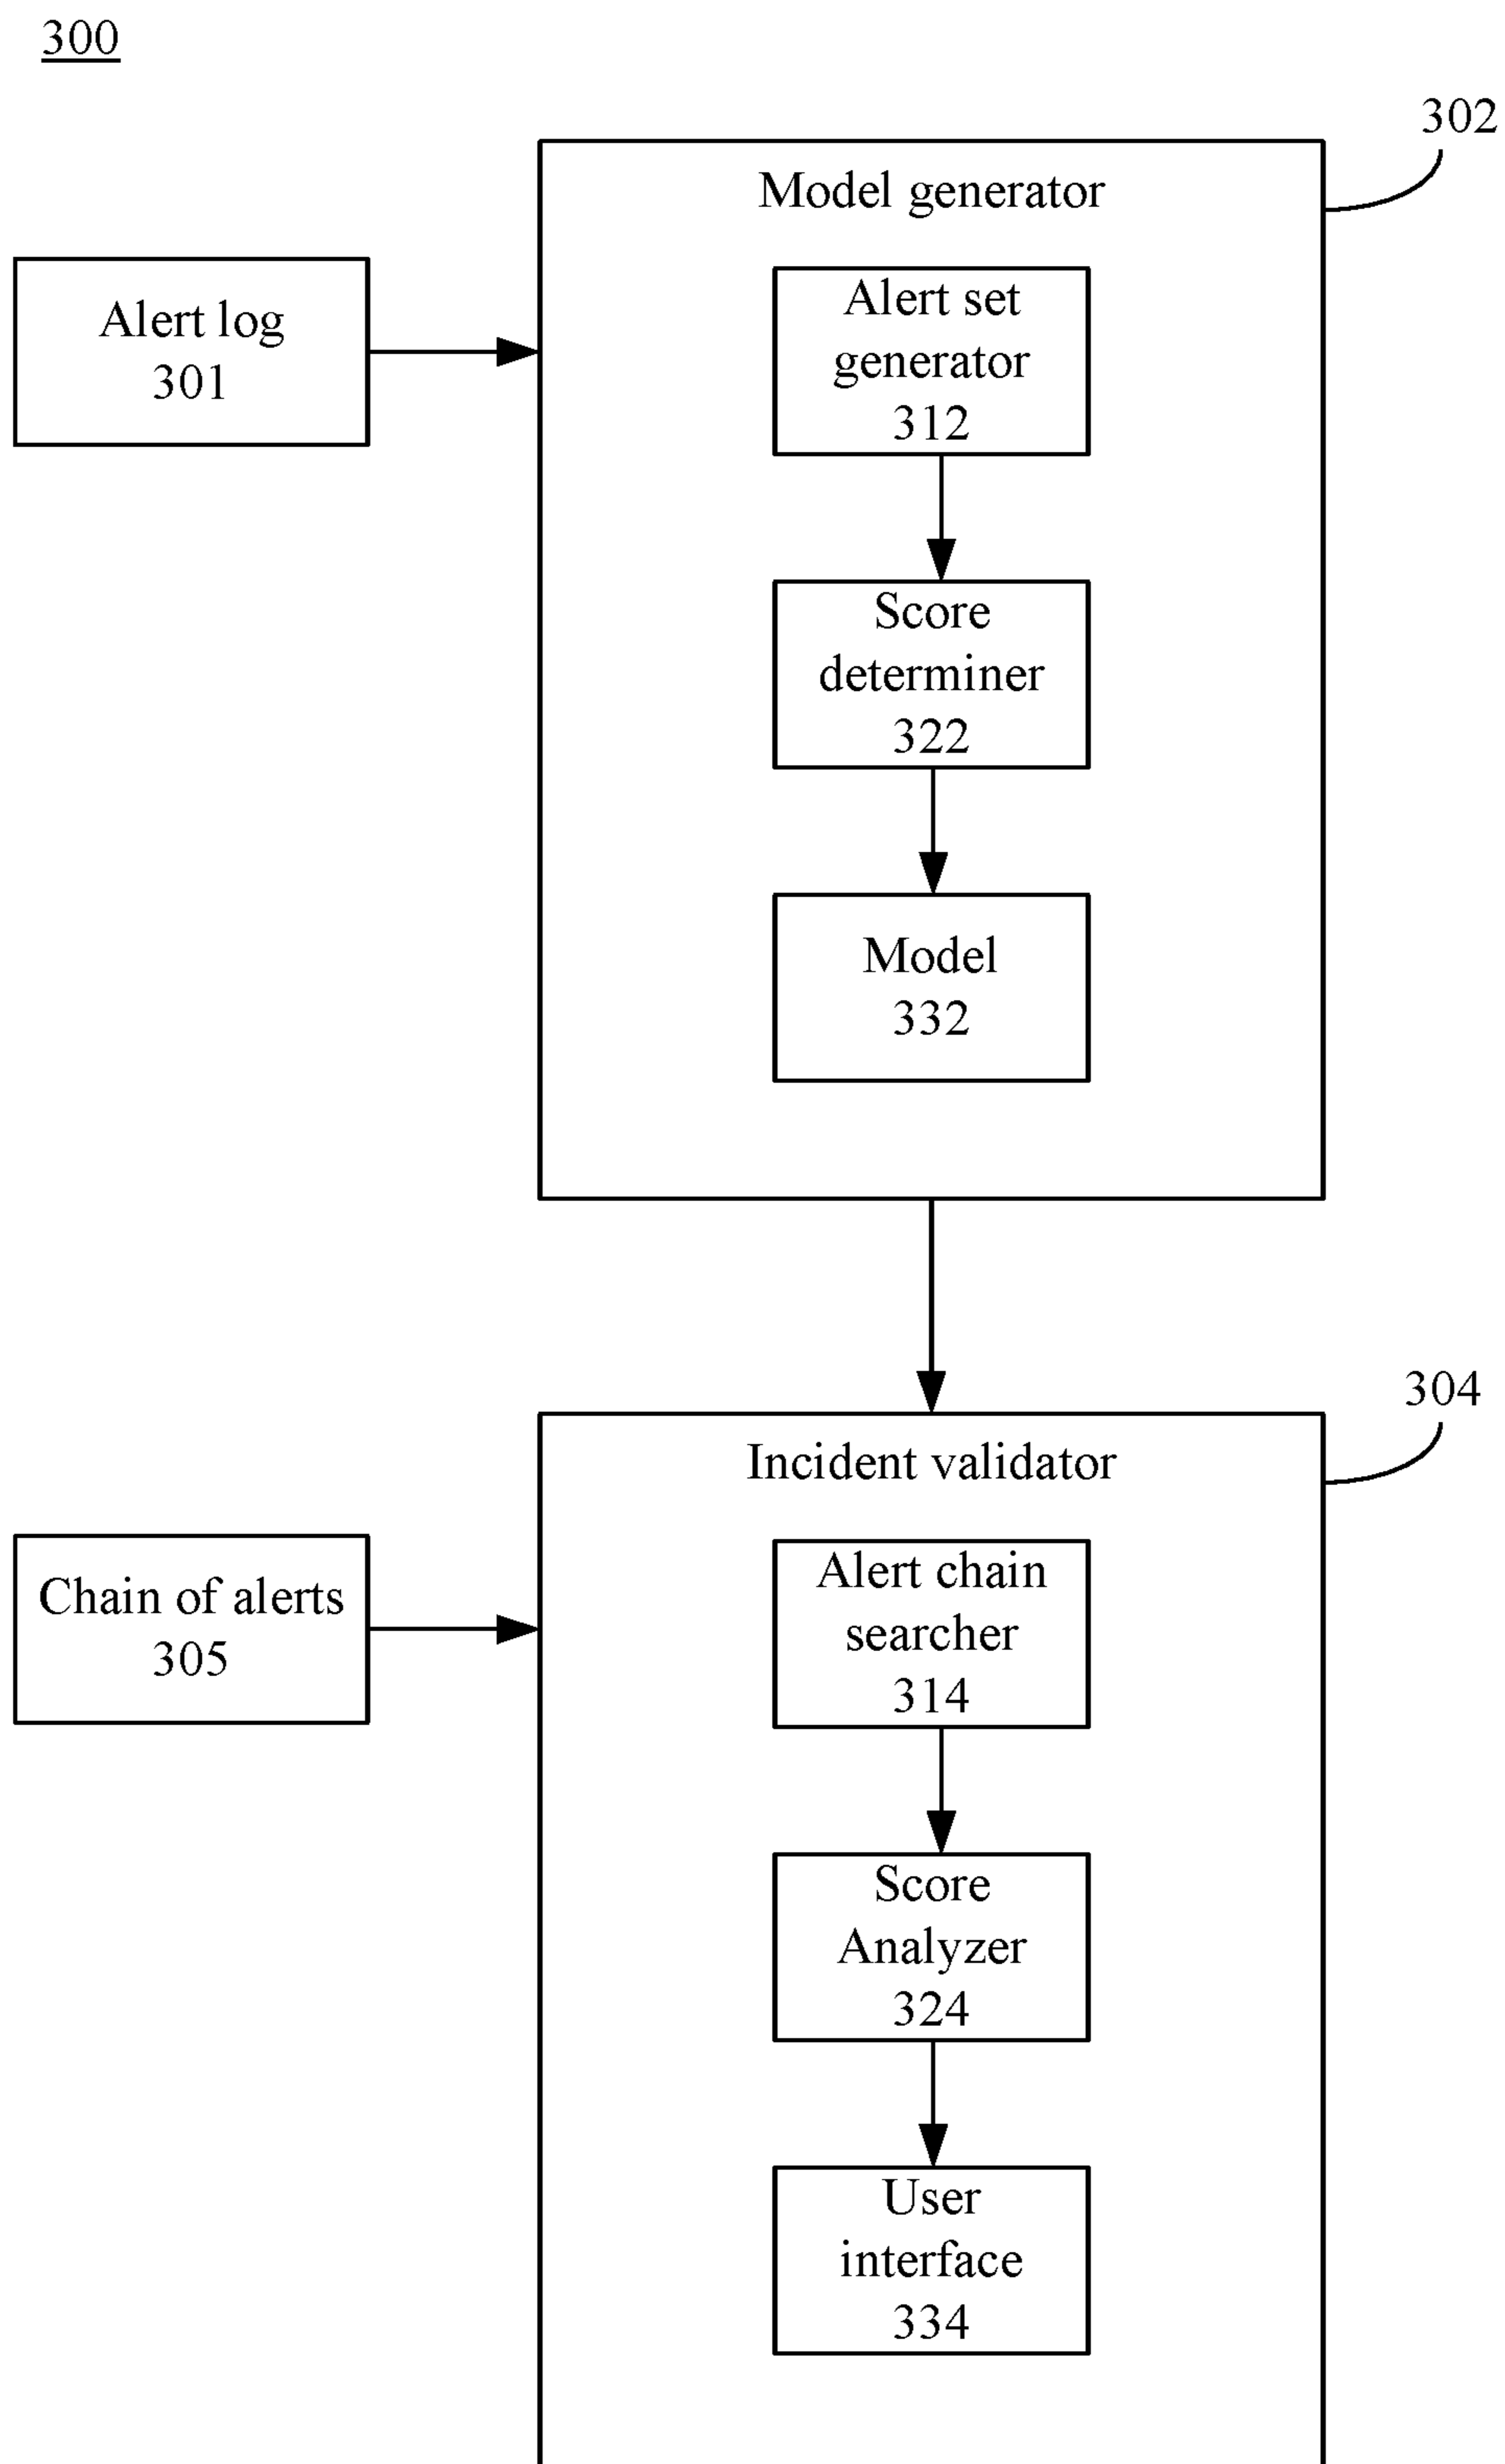 300
302
Model generator
Alert log
301
Alert set
generator
312
Score
determiner
322
Model
332
304
Incident validator
Chain of alerts
305
Alert chain
searcher
314
Score
Analyzer
324
User
interface
334